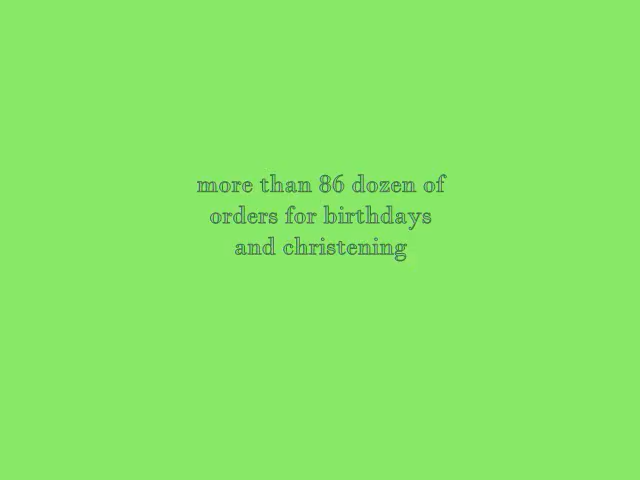 more than 86 dozen of
orders for birthdays
and christening